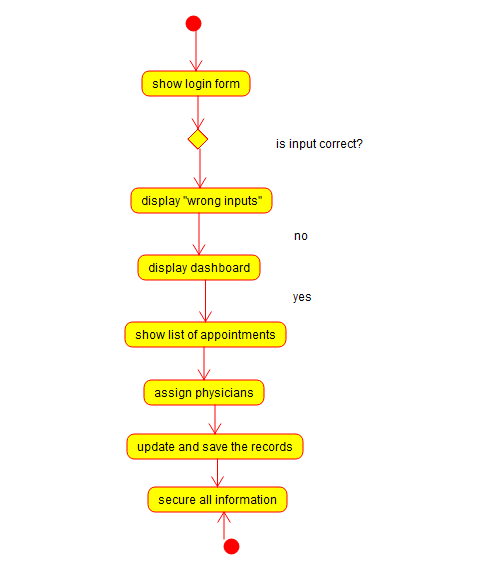 show login form
is input correct?
display "wrong inputs"
no
display dashboard
yes
show list of appointments
assign physicians
update and save the records
secure all information